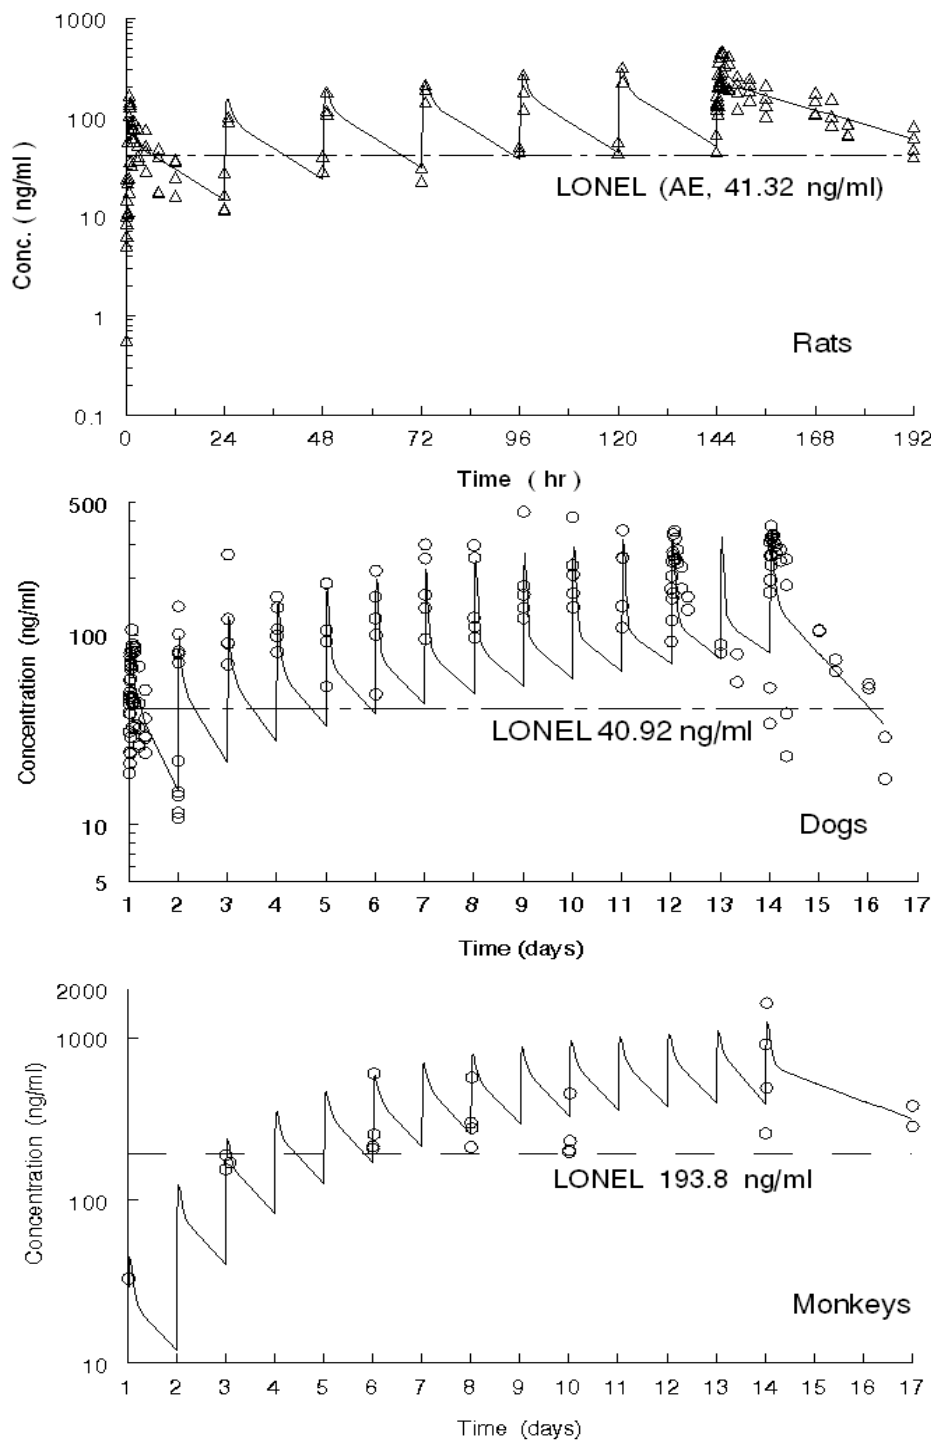 1000
100
10
1
0.1
Conc. ( ng/ml )
LONEL (AE, 41.32 ng/ml)
Rats
0 24 48 72 96 120 144 168 192
Time ( hr )
500
100
10
5
Concentration (ng/ml)
LONEL 40.92 ng/ml
Dogs
1 2 3 4 5 6 7 8 9 10 11 12 13 14 15 16 17
Time (days)
2000
1000
100
10
Concentration (ng/ml)
LONEL 193.8 ng/ml
Monkeys
1 2 3 4 5 6 7 8 9 10 11 12 13 14 15 16 17
Time (days)